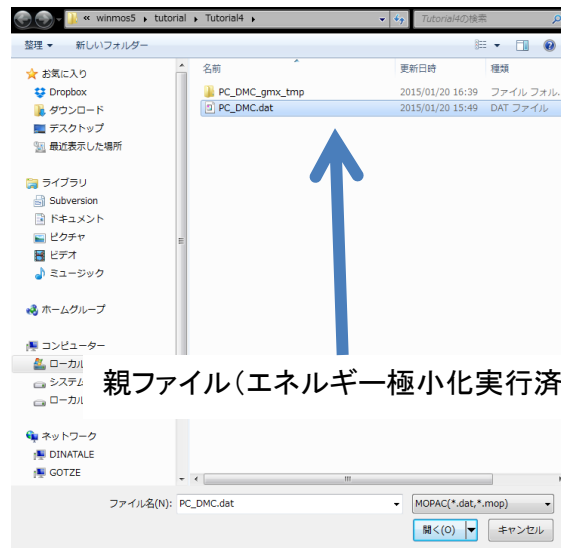 « winmos5 ▸ tutorial ▸ Tutorial4 ▸
Tutorial4の検索
整理 ▼ 新しいフォルダー
名前 更新日時 種類
PC_DMC_gmx_tmp 2015/01/20 16:39 ファイル フォル
PC_DMC.dat 2015/01/20 15:49 DAT ファイル
お気に入り
Dropbox
ダウンロード
デスクトップ
最近表示した場所
ライブラリ
Subversion
ドキュメント
ピクチャ
ビデオ
ミュージック
ホームグループ
コンピューター
ローカル
システム
ローカル
親ファイル(エネルギー極小化実行済
ネットワーク
DINATALE
GOTZE
ファイル名(N): PC_DMC.dat MOPAC(*.dat,*.mop)
開く(O) キャンセル